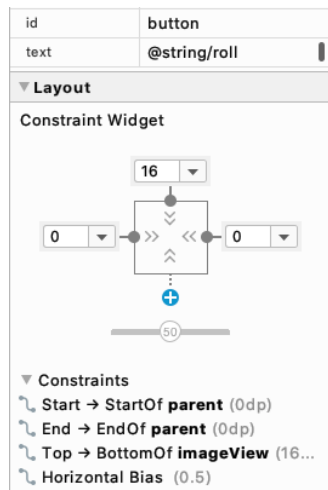 id button
text @string/roll
Layout
Constraint Widget
16
0 0
50
Constraints
Start → StartOf parent (0dp)
End → EndOf parent (0dp)
Top → BottomOf imageView (16...
Horizontal Bias (0.5)